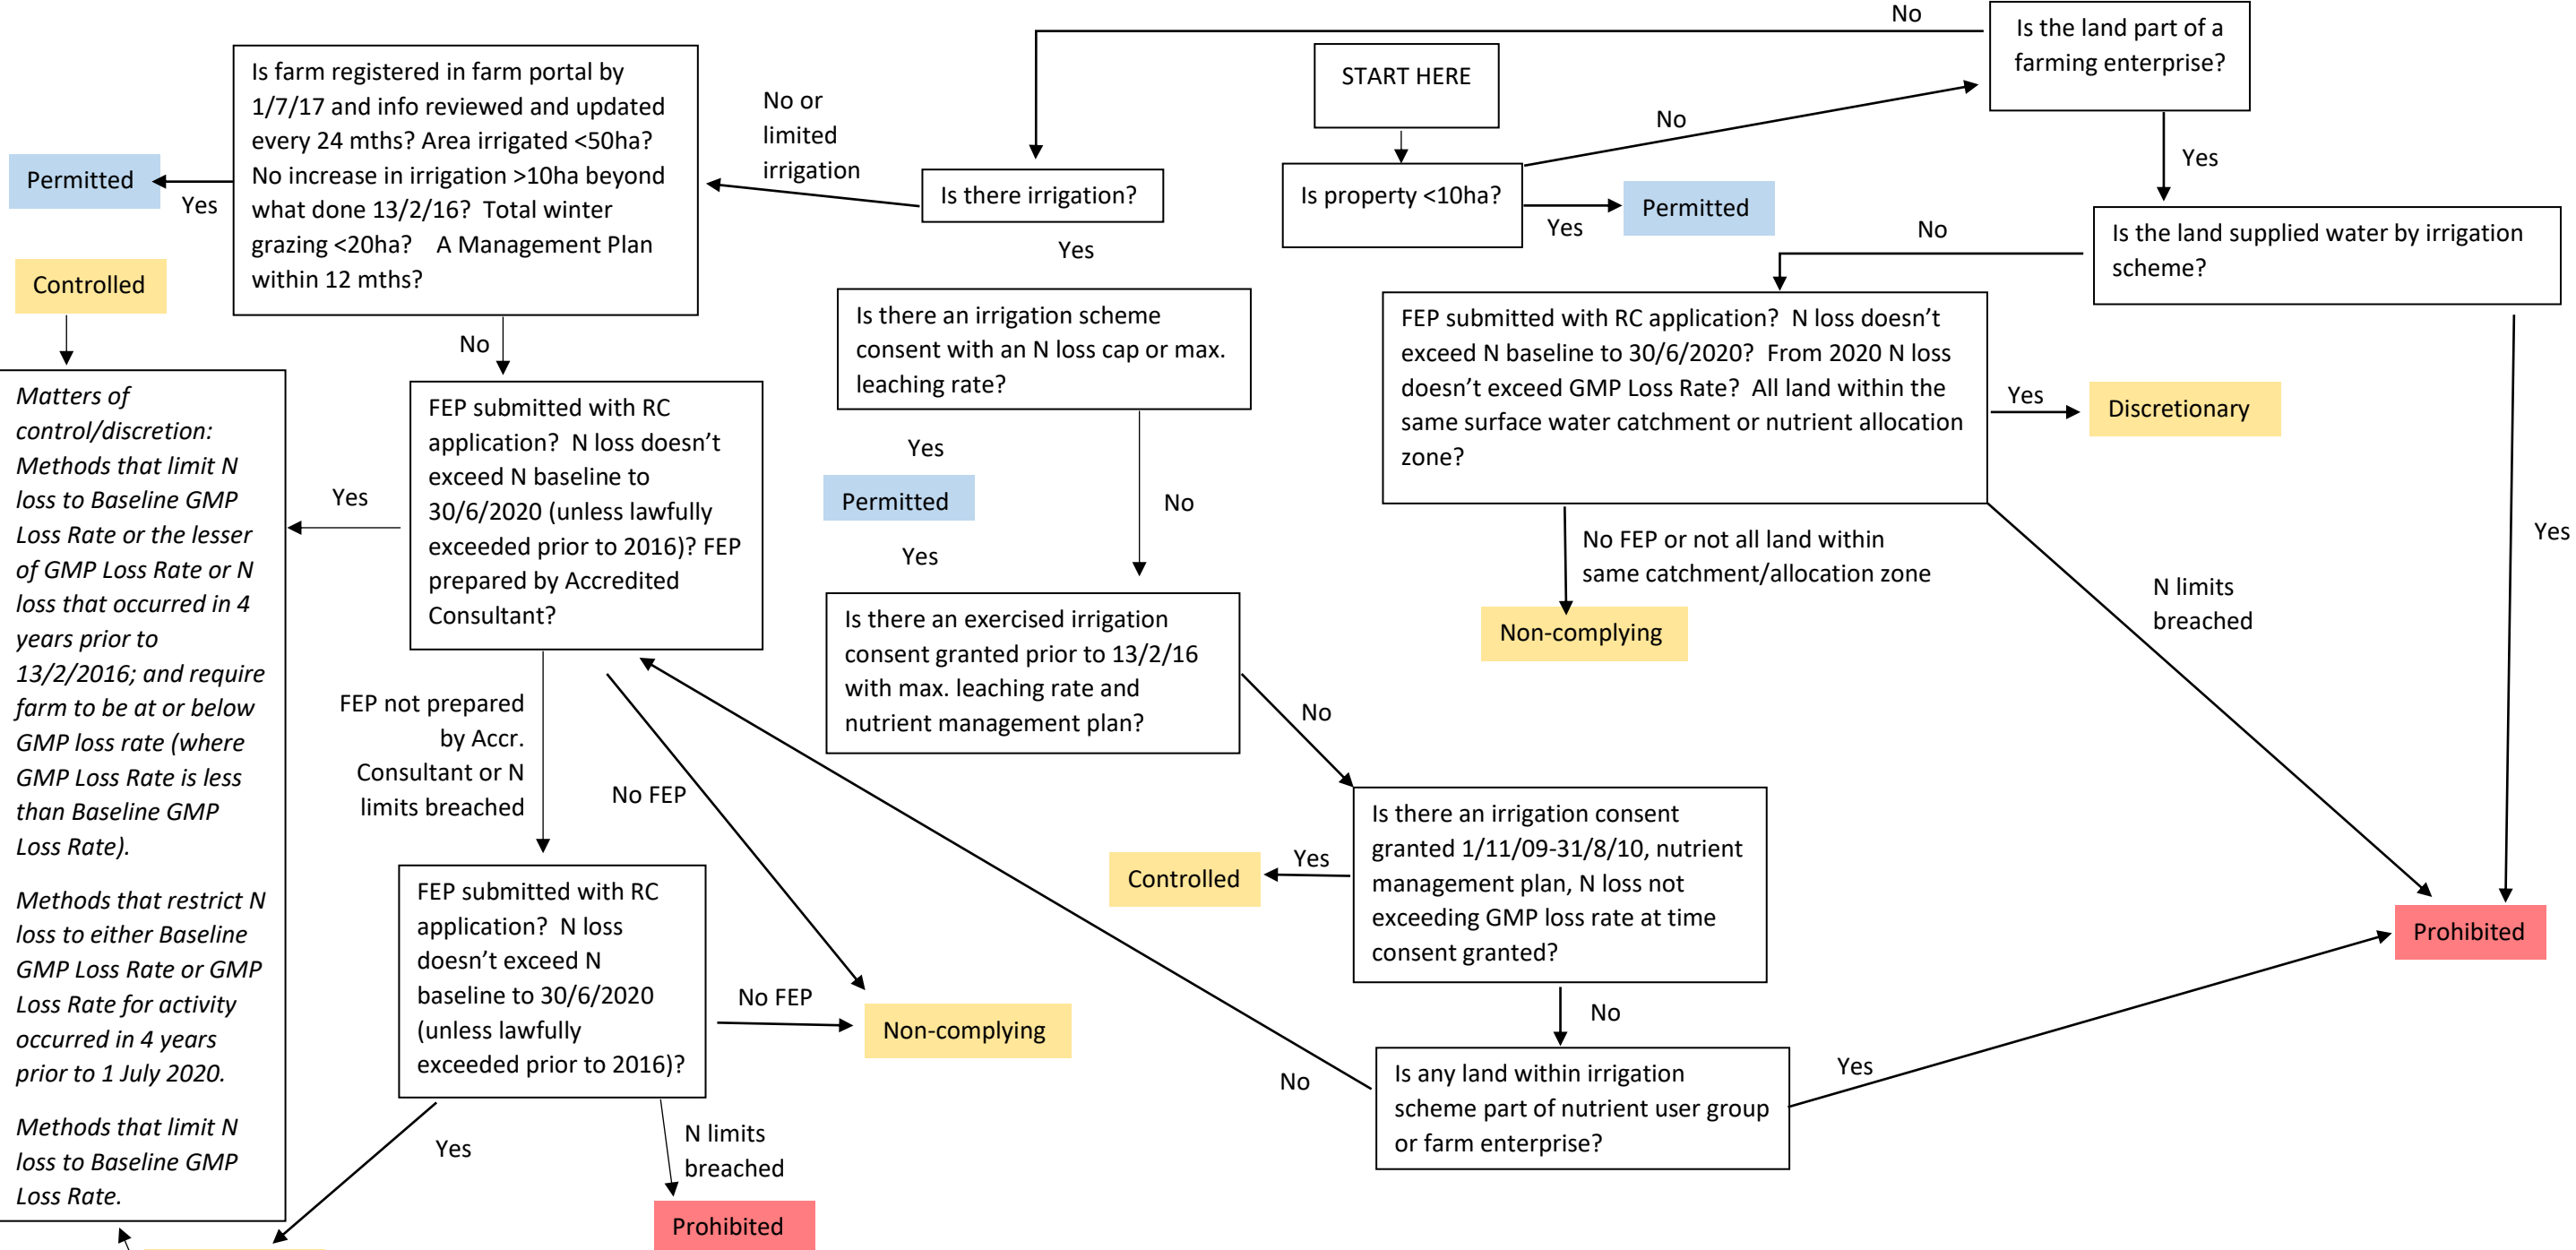 No
Is the land part of a
farming enterprise?
START HERE
Is farm registered in farm portal by
1/7/17 and info reviewed and updated
every 24 mths? Area irrigated <50ha?
No increase in irrigation >10ha beyond
what done 13/2/16? Total winter
grazing <20ha? A Management Plan
within 12 mths?
No or
limited
irrigation
No
Permitted
Yes
Is there irrigation?
Is property <10ha?
Yes
Permitted
Yes
No
Is the land supplied water by irrigation
scheme?
Controlled
Yes
Is there an irrigation scheme
consent with an N loss cap or max.
leaching rate?
FEP submitted with RC application? N loss doesn't
exceed N baseline to 30/6/2020? From 2020 N loss
doesn't exceed GMP Loss Rate? All land within the
same surface water catchment or nutrient allocation
zone?
Yes
Discretionary
No
Matters of
control/discretion:
Methods that limit N
loss to Baseline GMP
Loss Rate or the lesser
of GMP Loss Rate or N
loss that occurred in 4
years prior to
13/2/2016; and require
farm to be at or below
GMP loss rate (where
GMP Loss Rate is less
than Baseline GMP
Loss Rate).
Methods that restrict N
loss to either Baseline
GMP Loss Rate or GMP
Loss Rate for activity
occurred in 4 years
prior to 1 July 2020.
Methods that limit N
loss to Baseline GMP
Loss Rate.
Yes
FEP submitted with RC
application? N loss doesn't
exceed N baseline to
30/6/2020 (unless lawfully
exceeded prior to 2016)? FEP
prepared by Accredited
Consultant?
Yes
Permitted
Yes
No
No FEP or not all land within
same catchment/allocation zone
Non-complying
N limits
breached
Yes
Is there an exercised irrigation
consent granted prior to 13/2/16
with max. leaching rate and
nutrient management plan?
No
FEP not prepared
by Accr.
Consultant or N
limits breached
No FEP
Is there an irrigation consent
granted 1/11/09-31/8/10, nutrient
management plan, N loss not
exceeding GMP loss rate at time
consent granted?
Yes
Controlled
Prohibited
FEP submitted with RC
application? N loss
doesn't exceed N
baseline to 30/6/2020
(unless lawfully
exceeded prior to 2016)?
No FEP
Non-complying
No
Is any land within irrigation
scheme part of nutrient user group
or farm enterprise?
No
Yes
Yes
N limits
breached
Prohibited